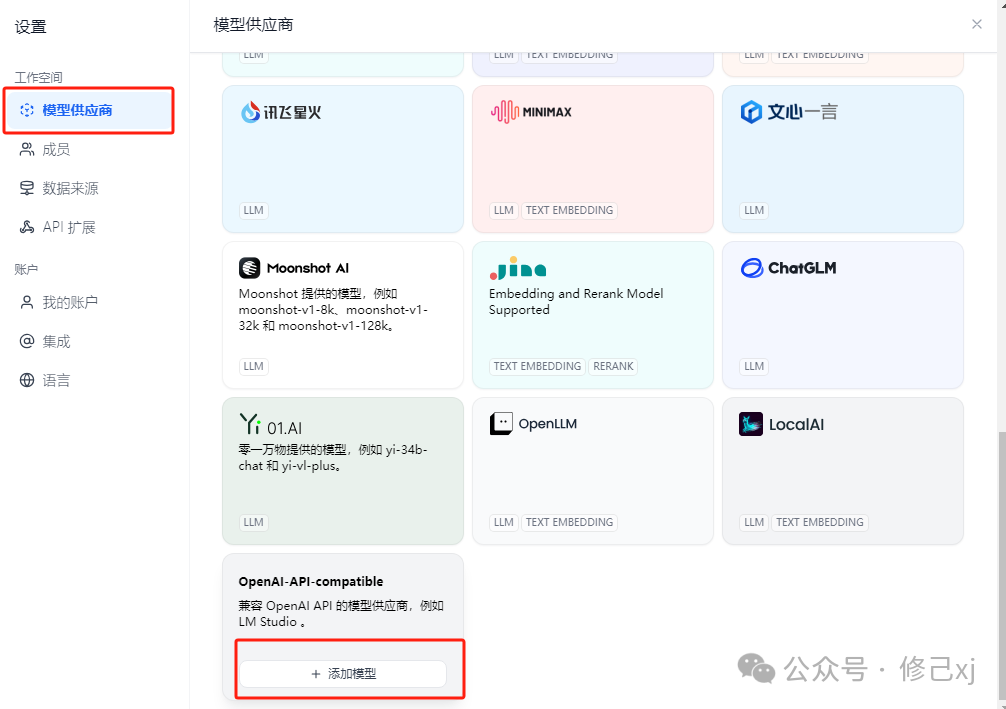 设置
模型供应商
工作空间
模型供应商
成员
数据来源
API 扩展
账户
我的账户
集成
语言
LLM
LLM TEXT EMBEDDING
LLM TEXT EMBEDDING
讯飞星火
LLM
MINIMAX
LLM TEXT EMBEDDING
文心一言
LLM
Moonshot AI
Moonshot 提供的模型，例如
moonshot-v1-8k、moonshot-v1-
32k 和 moonshot-v1-128k。
LLM
Jina
Embedding and Rerank Model
Supported
TEXT EMBEDDING RERANK
ChatGLM
LLM
Yi 01.AI
零一万物提供的模型，例如 yi-34b-
chat 和 yi-vl-plus。
LLM
OpenLLM
LLM TEXT EMBEDDING
LocalAI
LLM TEXT EMBEDDING
OpenAI-API-compatible
兼容 OpenAI API 的模型供应商，例如
LM Studio 。
+ 添加模型
公众号 · 修己xj